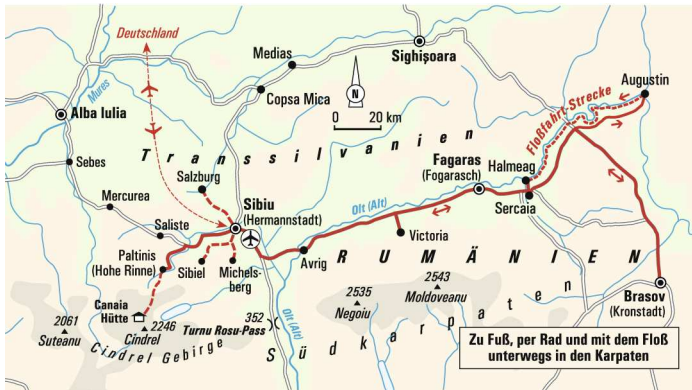 Deutschland
Medias
Sighișoara
Augustin
Mures
Copsa Mica
N
Floßfahrt-Strecke
Alba Iulia
0 20 km
Transsilvanien
Sebes
Salzburg
Fagaras
(Fogarasch)
Halmeag
Mercurea
Sibiu
(Hermannstadt)
Olt (Alt)
Sercaia
Saliste
Victoria
Paltinis
(Hohe Rinne)
Sibiel
Michels-
berg
Avrig
RUMÄNIEN
Canaia
Hütte
2543
Moldoveanu
2535
Negoiu
Brasov
(Kronstadt)
352
Turnu Rosu-Pass
Olt (Alt)
2061
Suteanu
2246
Cindrel
Cindrel Gebirge
Südkarpaten
Zu Fuß, per Rad und mit dem Floß
unterwegs in den Karpaten